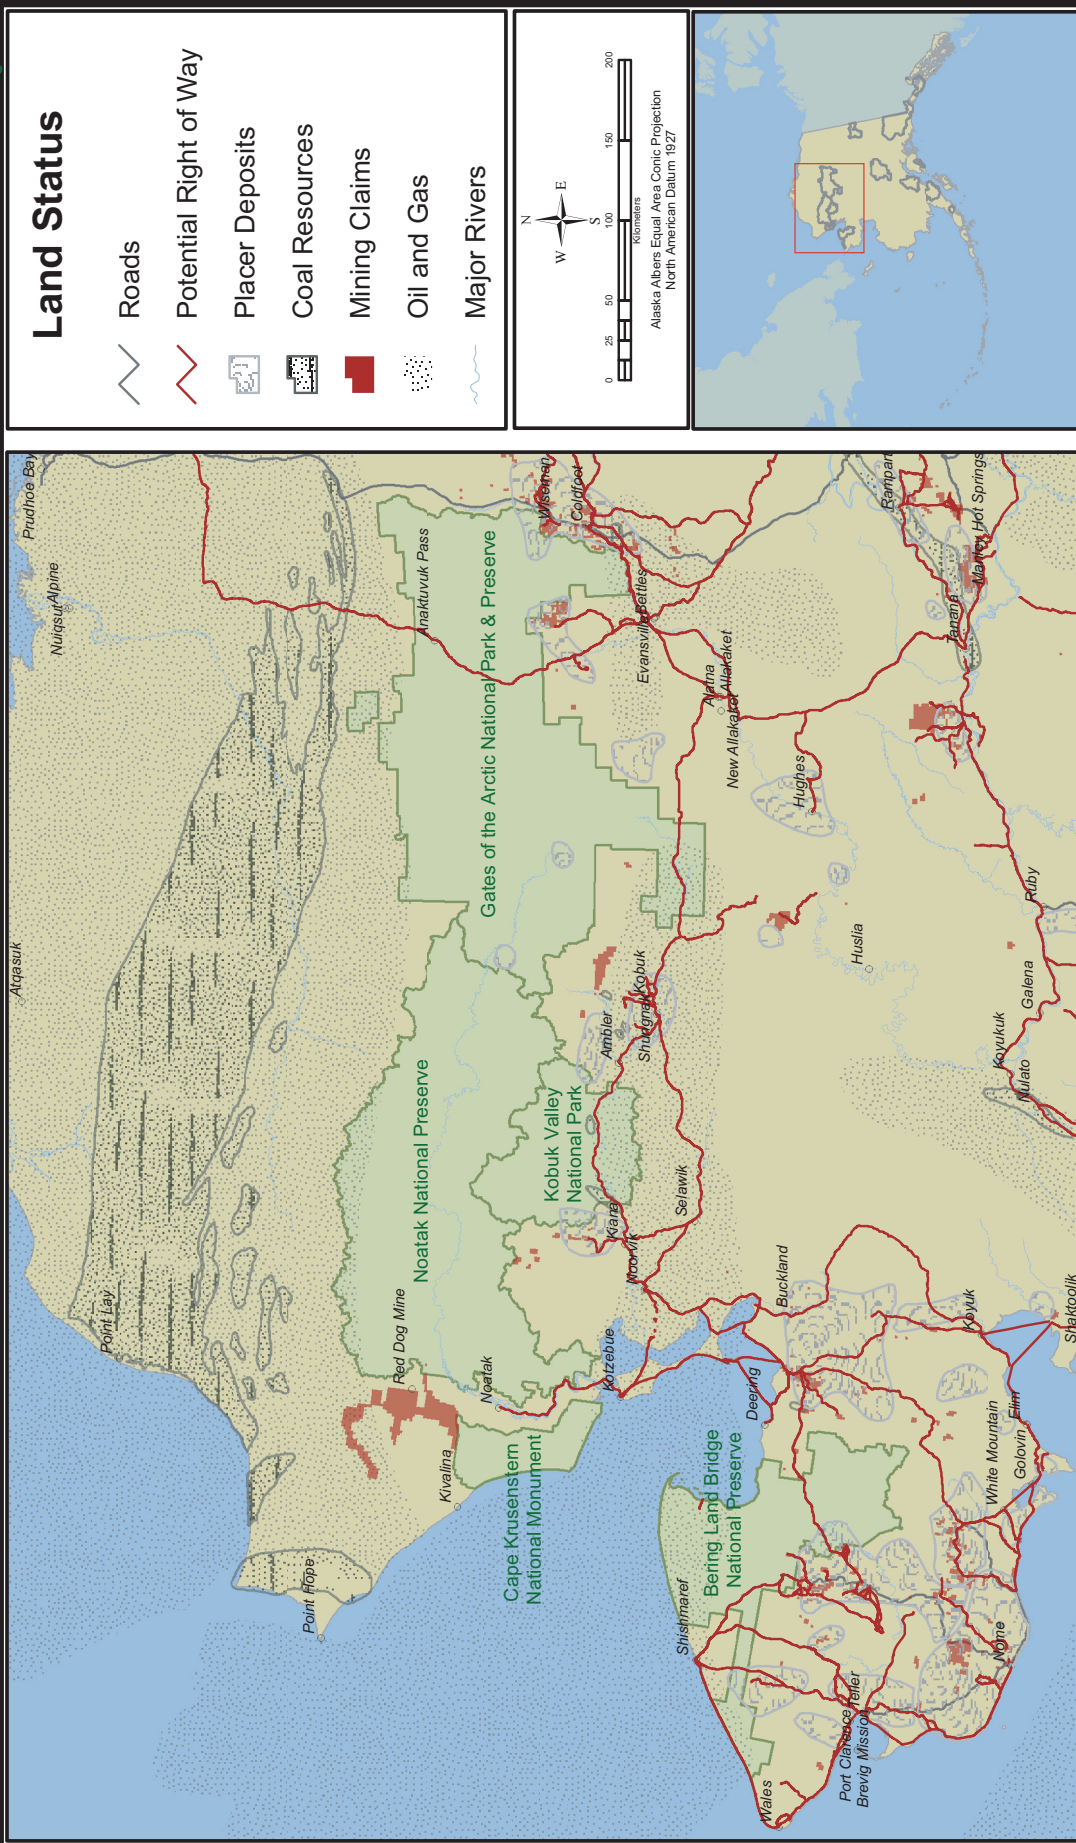 Land Status
Roads
Potential Right of Way
Placer Deposits
Coal Resources
Mining Claims
Oil and Gas
Major Rivers
N
W
E
S
0
25
50
100
150
200
Kilometers
Alaska Albers Equal Area Conic Projection
North American Datum 1927
Atqasuk
Nuiqsut
Alpine
Prudhoe Bay
Point Lay
Point Hope
Anaktuvuk Pass
Red Dog Mine
Noatak National Preserve
Gates of the Arctic National Park & Preserve
Kivalina
Noatak
Cape Krusenstern
National Monument
Kobuk Valley
National Park
Wiseman
Coldfoot
Kotzebue
Noorvik
Kiana
Ambler
Shungnak
Kobuk
Evansville
Bettles
Selawik
Alatna
Allakaket
New Allakaket
Shishmaref
Bering Land Bridge
National Preserve
Deering
Buckland
Hughes
Wales
Huslia
Rampart
Port Clarence
Teller
Brevig Mission
Tanana
Manley Hot Springs
Koyuk
White Mountain
Elim
Golovin
Nome
Koyukuk
Nulato
Galena
Ruby
Shaktoolik